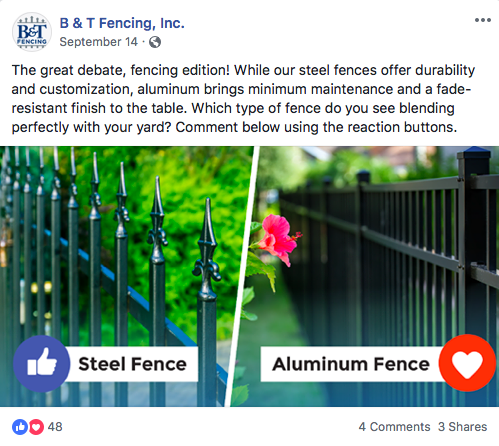 B&T
FENCING
B & T Fencing, Inc.
September 14 ·
The great debate, fencing edition! While our steel fences offer durability
and customization, aluminum brings minimum maintenance and a fade-
resistant finish to the table. Which type of fence do you see blending
perfectly with your yard? Comment below using the reaction buttons.
Steel Fence
Aluminum Fence
48
4 Comments 3 Shares